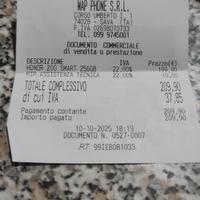 WAP PHONE S.R.L.
CORSO UMBERTO I, 1
74028 - SAVA (Ta)
P.IVA 02698070733
TEL. 099 9745001
DOCUMENTO COMMERCIALE
di vendita o prestazione
DESCRIZIONE IVA Prezzo(€)
HONOR 200 SMART 256GB 22,00% 199,90
RIP.ASSISTENZA TECNICA 22,00% 10,00
TOTALE COMPLESSIVO 209,90
di cui IVA 37,85
Pagamento contante 209,90
Importo pagato 209,90
10-10-2025 18:19
DOCUMENTO N. 0527-0007
RT 99IEB081033